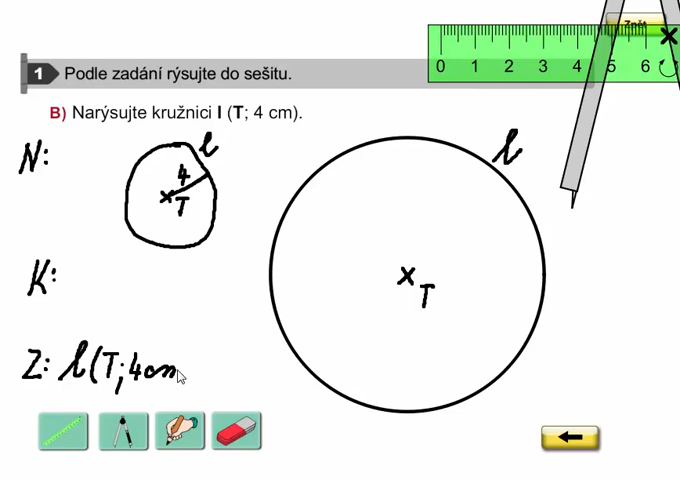 Zpět
0 1 2 3 4 5 6
1 Podle zadání rýsujte do sešitu.
B) Narýsujte kružnici l (T; 4 cm).
N:
l
4
T
l
T
K:
Z: l(T; 4cm